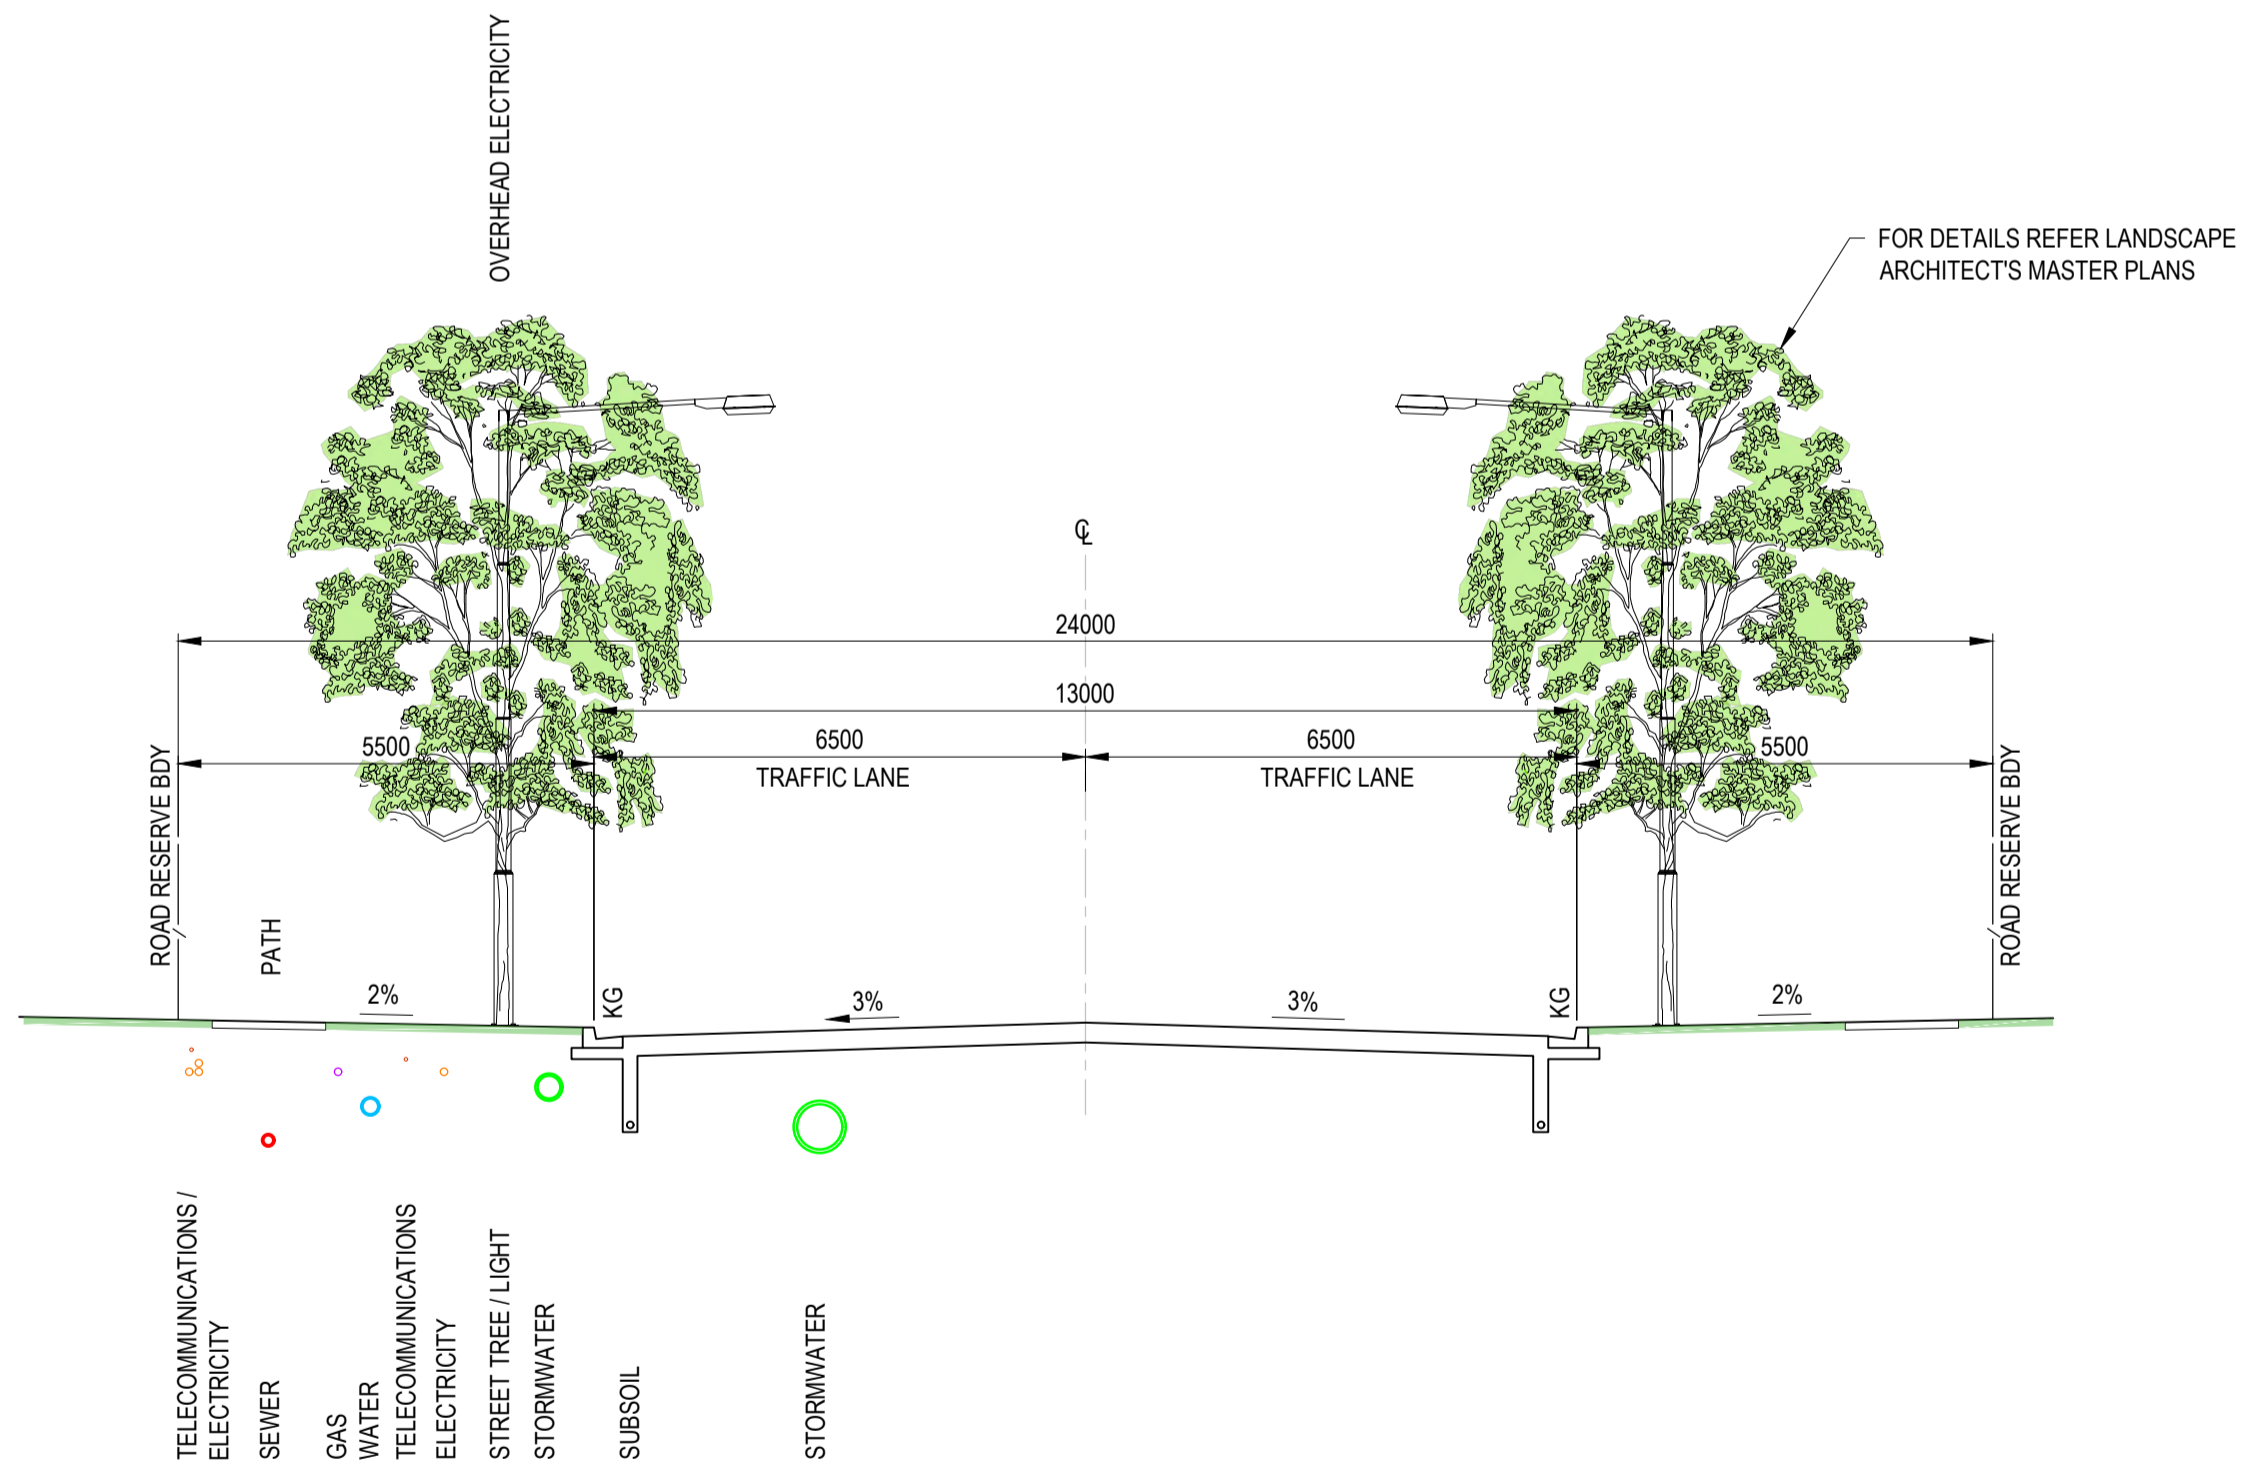 OVERHEAD ELECTRICITY
FOR DETAILS REFER LANDSCAPE
ARCHITECT'S MASTER PLANS
℄
24000
13000
5500
6500
6500
5500
TRAFFIC LANE
TRAFFIC LANE
ROAD RESERVE BDY
PATH
2%
KG
3%
3%
KG
2%
ROAD RESERVE BDY
TELECOMMUNICATIONS /
ELECTRICITY
SEWER
GAS
WATER
TELECOMMUNICATIONS
ELECTRICITY
STREET TREE / LIGHT
STORMWATER
SUBSOIL
STORMWATER